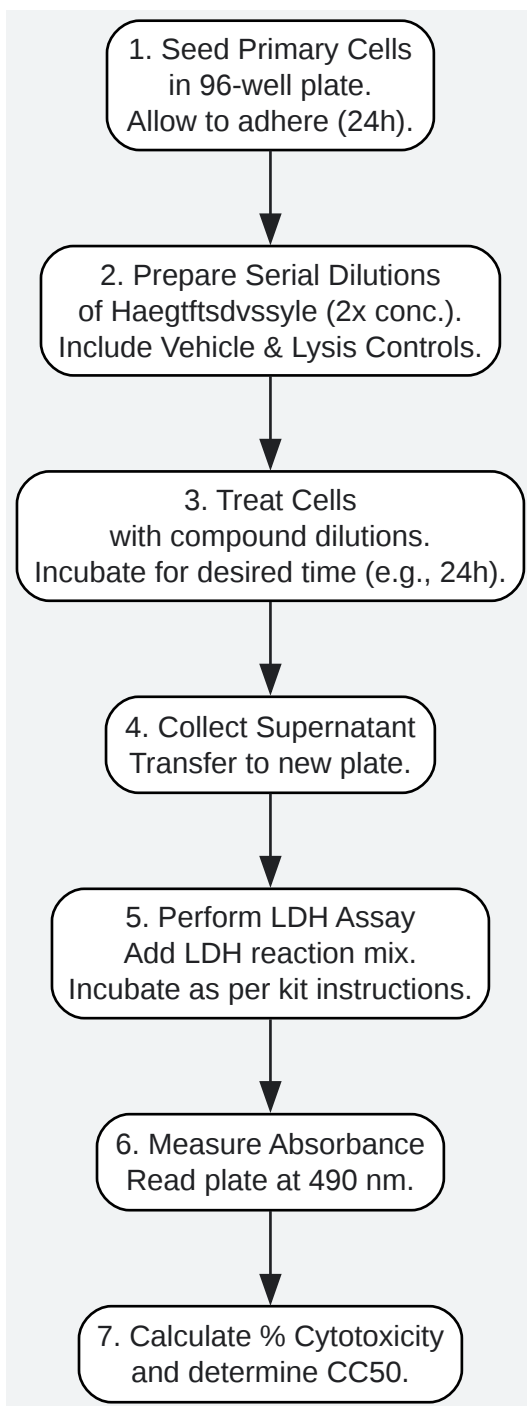 1. Seed Primary Cells
in 96-well plate.
Allow to adhere (24h).
2. Prepare Serial Dilutions
of Haegtftsdvssyle (2x conc.).
Include Vehicle & Lysis Controls.
3. Treat Cells
with compound dilutions.
Incubate for desired time (e.g., 24h).
4. Collect Supernatant
Transfer to new plate.
5. Perform LDH Assay
Add LDH reaction mix.
Incubate as per kit instructions.
6. Measure Absorbance
Read plate at 490 nm.
7. Calculate % Cytotoxicity
and determine CC50.